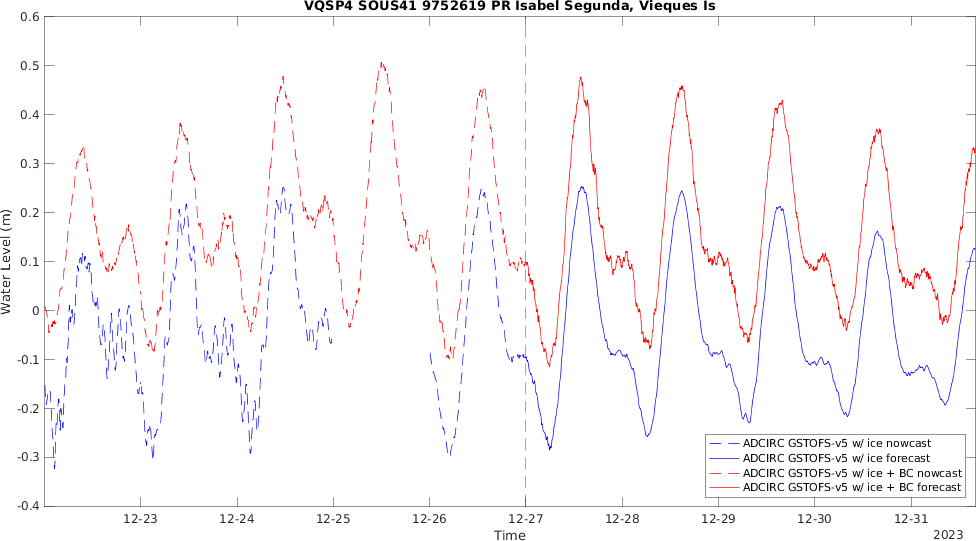 VQSP4 SOUS41 9752619 PR Isabel Segunda, Vieques Is
0.6
0.5
0.4
0.3
0.2
0.1
0
-0.1
-0.2
-0.3
-0.4
Water Level (m)
ADCIRC GSTOFS-v5 w/ ice nowcast
ADCIRC GSTOFS-v5 w/ ice forecast
ADCIRC GSTOFS-v5 w/ ice + BC nowcast
ADCIRC GSTOFS-v5 w/ ice + BC forecast
12-23 12-24 12-25 12-26 12-27 12-28 12-29 12-30 12-31
Time
2023